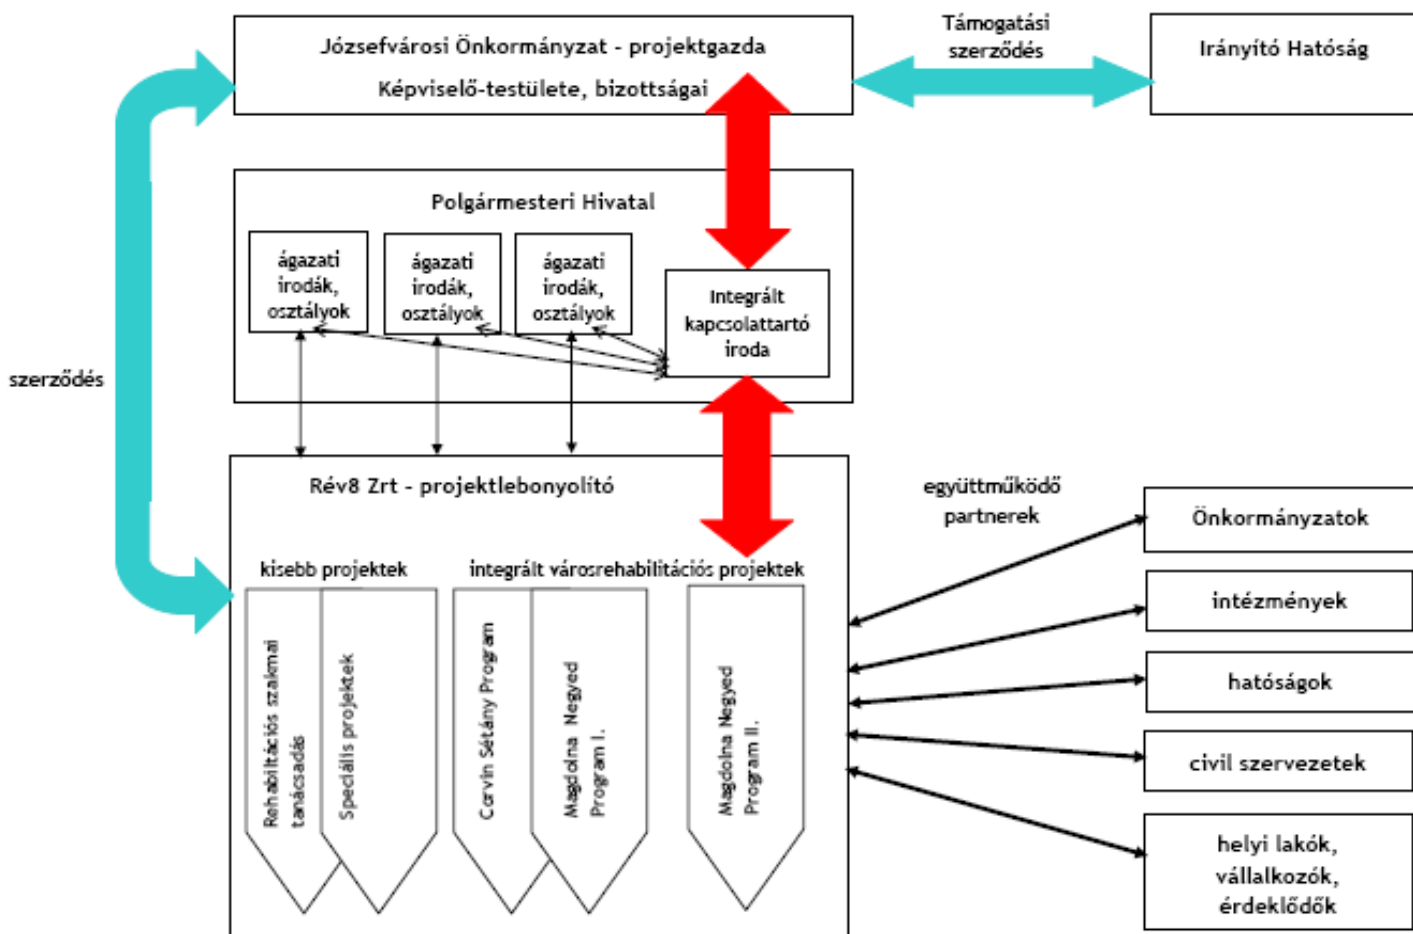 Józsefvárosi Önkormányzat - projektgazda
Képviselő-testülete, bizottságai
Támogatási
szerződés
Irányító Hatóság
Polgármesteri Hivatal
ágazati
irodák,
osztályok
ágazati
irodák,
osztályok
ágazati
irodák,
osztályok
Integrált
kapcsolattartó
iroda
szerződés
Rév8 Zrt - projektlebonyolító
kisebb projektek
integrált városrehabilitációs projektek
Rehabiltációs szakmai
tanácsadás
Speciális projektek
Corvin Sétány Program
Magdolna Negyed
Program I.
Magdolna Negyed
Program II.
együttműködő
partnerek
Önkormányzatok
intézmények
hatóságok
civil szervezetek
helyi lakók,
vállalkozók,
érdeklődők